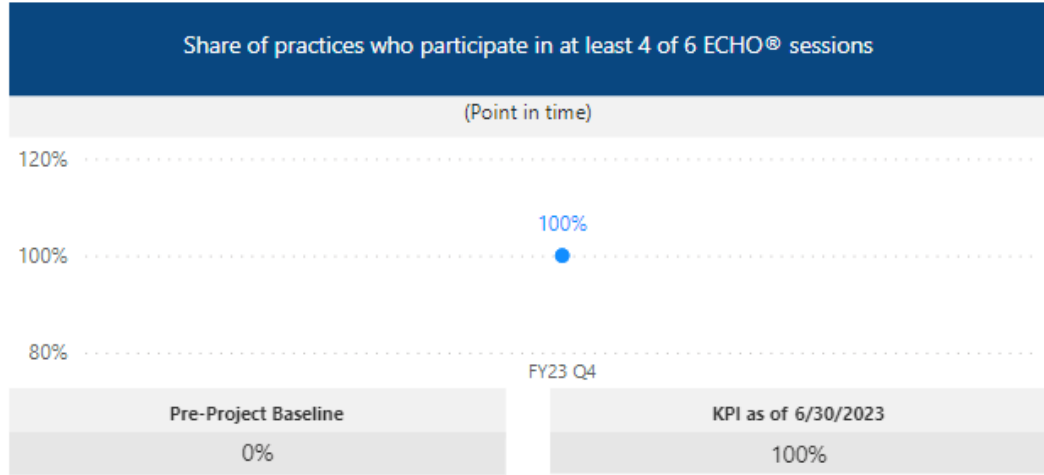 Share of practices who participate in at least 4 of 6 ECHO® sessions
(Point in time)
120%
100%
100%
80%
FY23 Q4
Pre-Project Baseline
KPI as of 6/30/2023
0%
100%